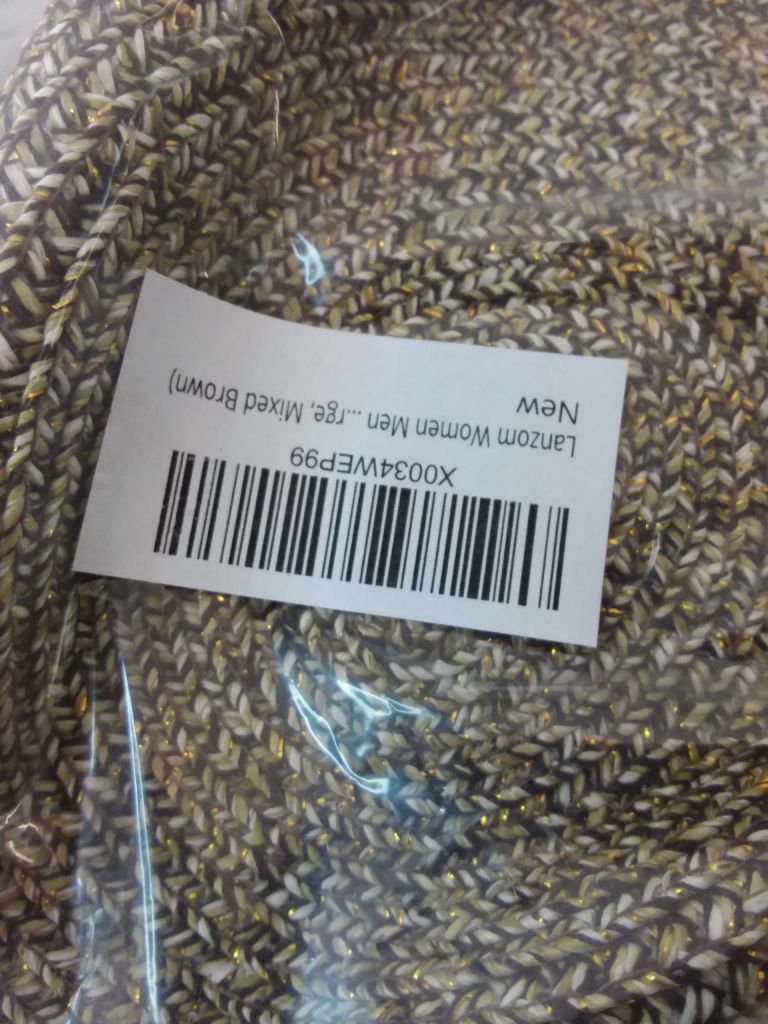 X0034WEP99
Lanzom Women Men ...rge, Mixed Brown)
New